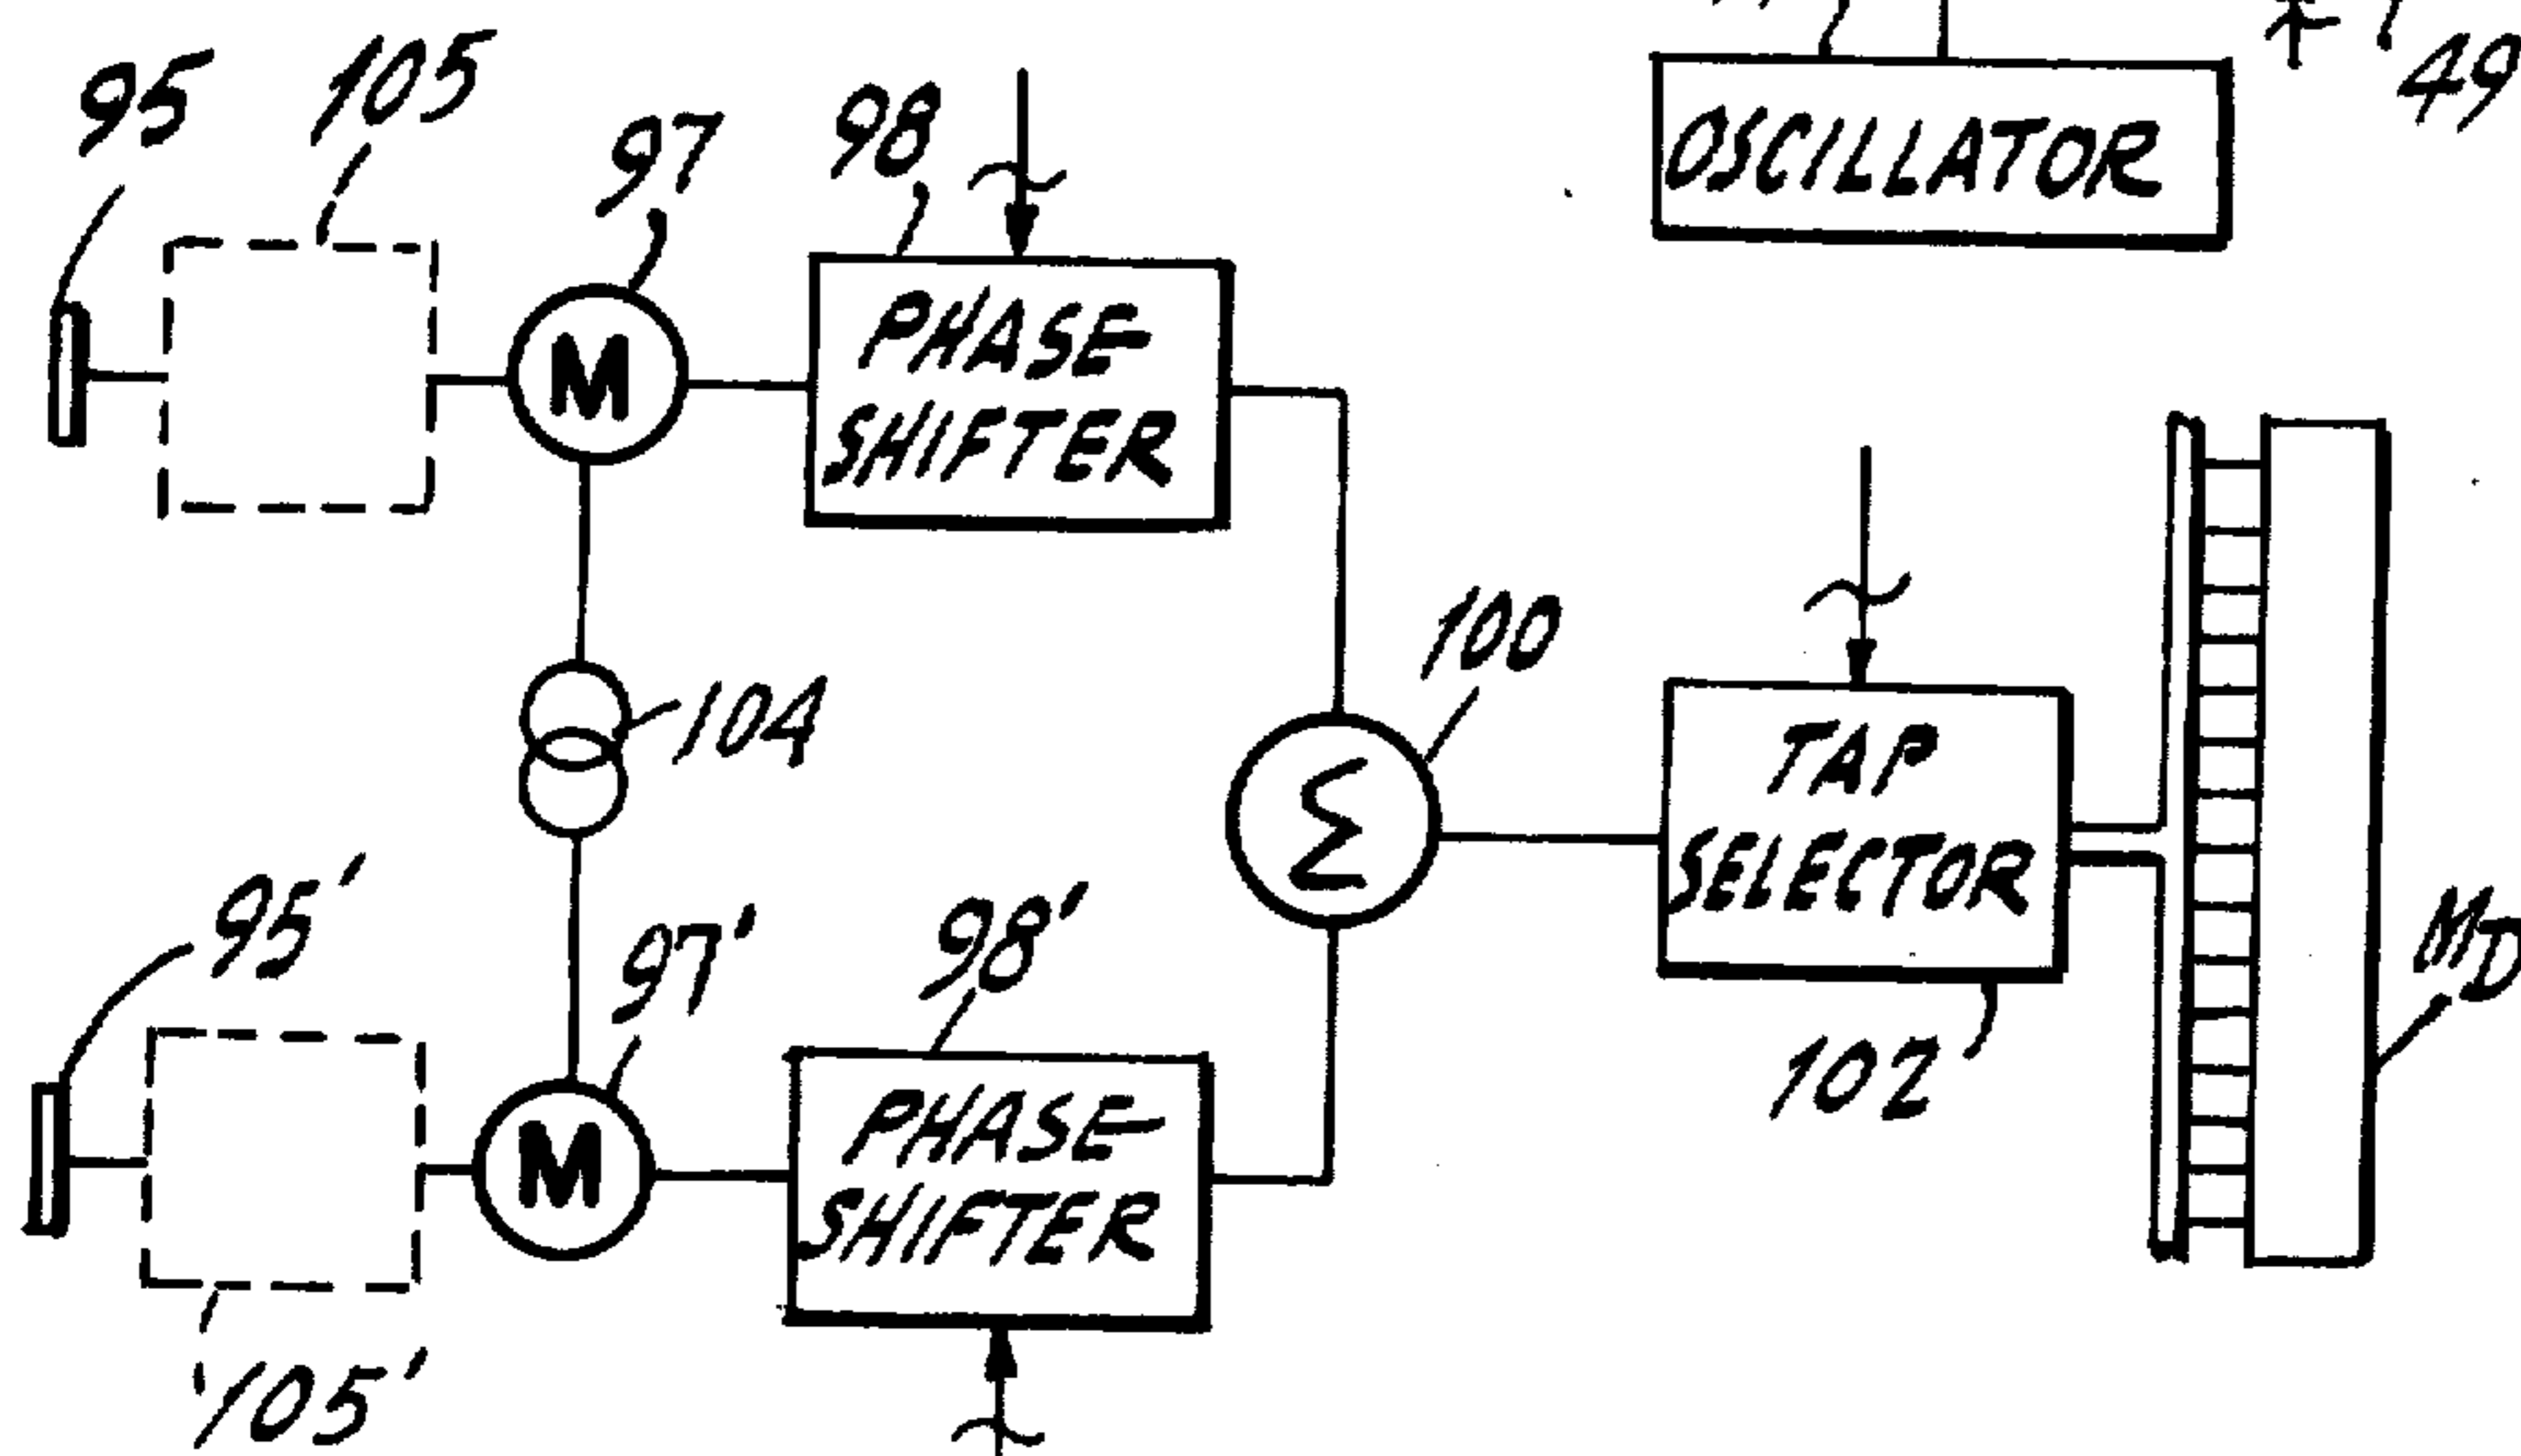 49
OSCILLATOR
95
105
97
98
M
PHASE
SHIFTER
104
100
Σ
TAP
SELECTOR
102
M_D
95'
97'
98'
M
PHASE
SHIFTER
105'